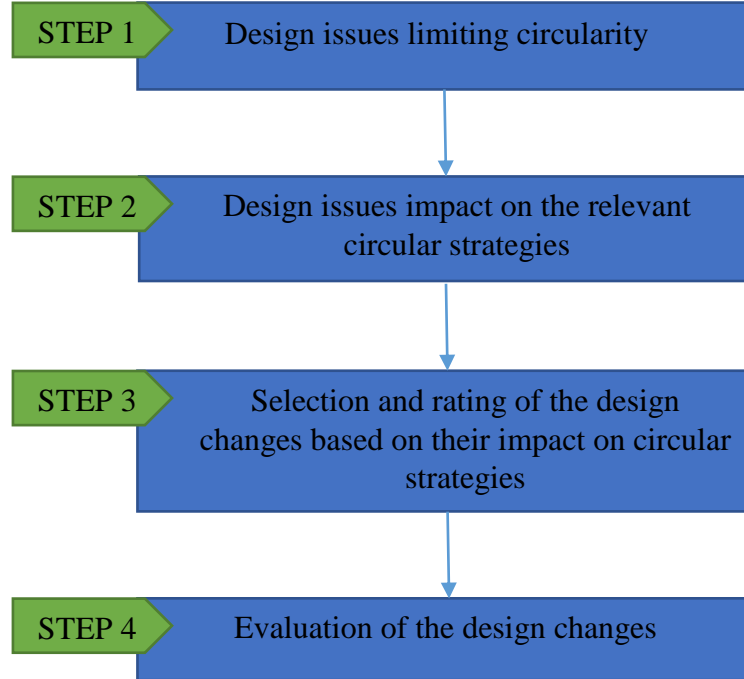 STEP 1
Design issues limiting circularity
STEP 2
Design issues impact on the relevant
circular strategies
STEP 3
Selection and rating of the design
changes based on their impact on circular
strategies
STEP 4
Evaluation of the design changes